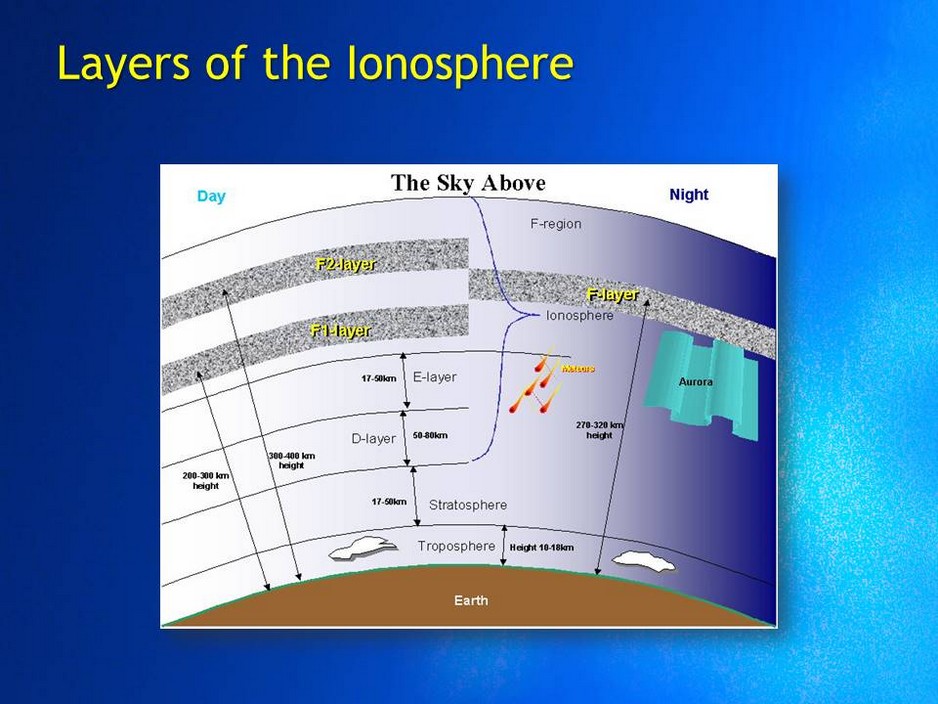 Layers of the Ionosphere
The Sky Above
Day
Night
F-region
F2-layer
F-layer
Ionosphere
F1-layer
Meteors
17-50km
E-layer
Aurora
270-320 km
height
D-layer
50-80km
300-400 km
height
200-300 km
height
17-50km
Stratosphere
Troposphere
Height 10-18km
Earth